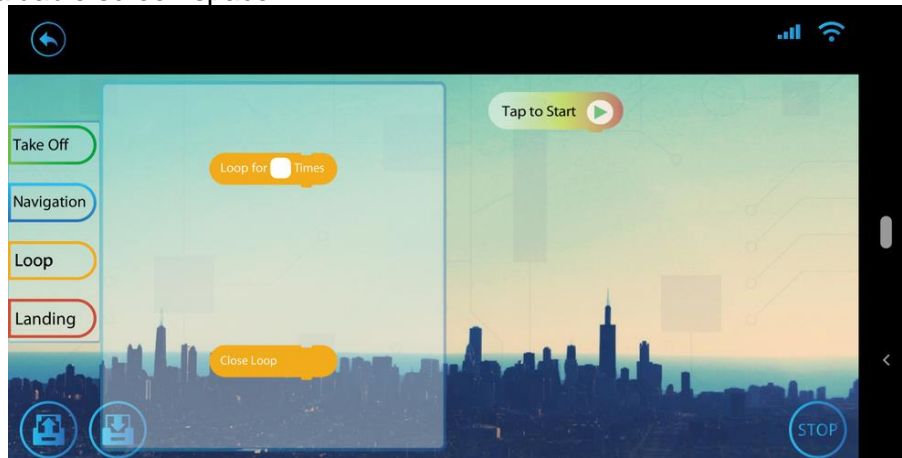 Tap to Start
Take Off
Loop for Times
Navigation
Loop
Landing
Close Loop
STOP